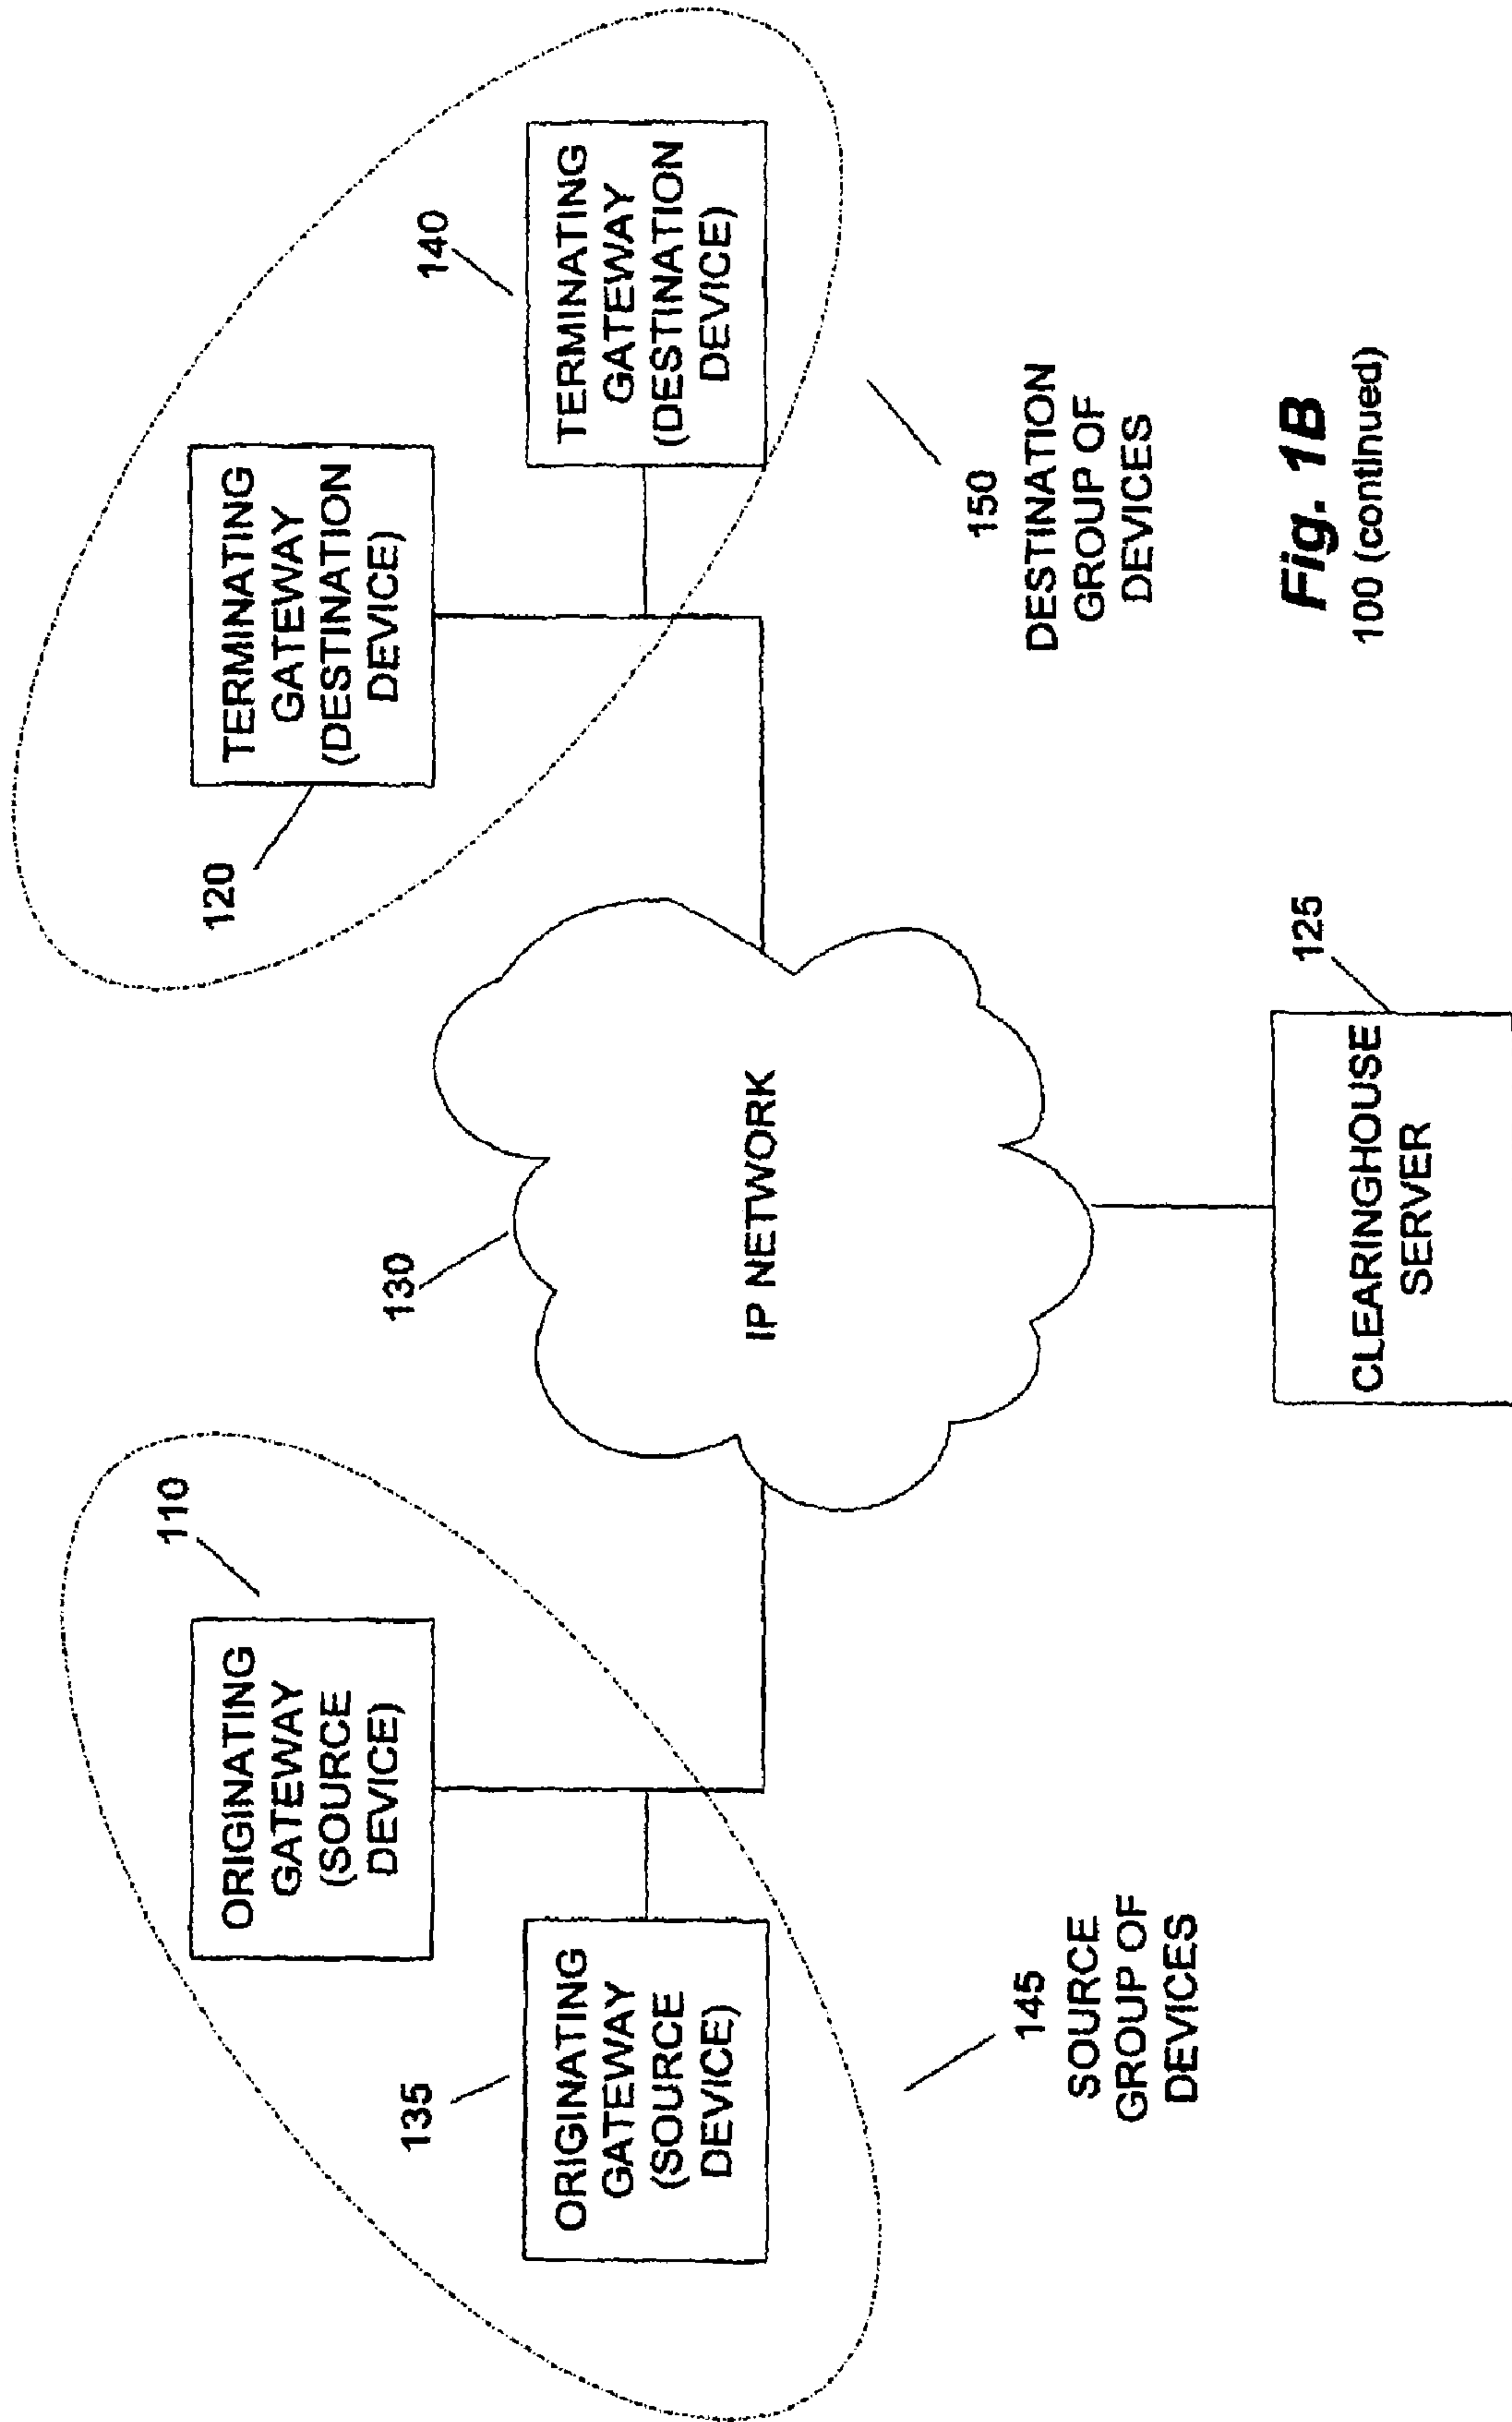 110
ORIGINATING
GATEWAY
(SOURCE
DEVICE)
135
ORIGINATING
GATEWAY
(SOURCE
DEVICE)
145
SOURCE
GROUP OF
DEVICES
130
IP NETWORK
125
CLEARINGHOUSE
SERVER
120
TERMINATING
GATEWAY
(DESTINATION
DEVICE)
140
TERMINATING
GATEWAY
(DESTINATION
DEVICE)
150
DESTINATION
GROUP OF
DEVICES
Fig. 1B
100 (continued)